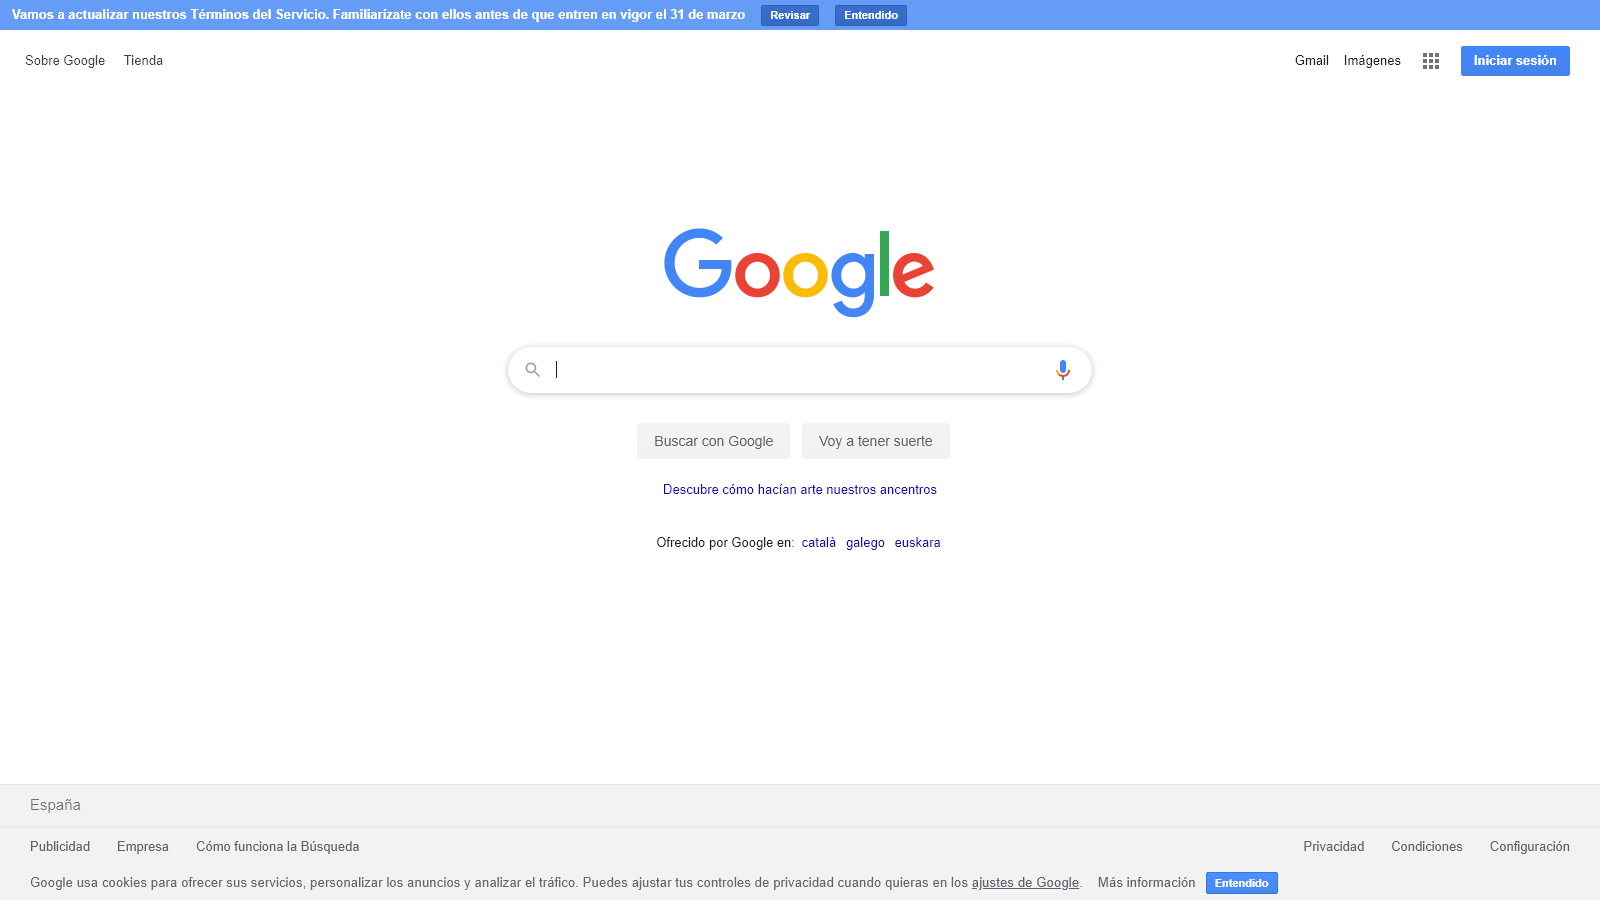 Vamos a actualizar nuestros Términos del Servicio. Familiarízate con ellos antes de que entren en vigor el 31 de marzo Revisar Entendido
Sobre Google Tienda Gmail Imágenes Iniciar sesión
Google
Buscar con Google Voy a tener suerte
Descubre cómo hacían arte nuestros ancentros
Ofrecido por Google en: català galego euskara
España
Publicidad Empresa Cómo funciona la Búsqueda Privacidad Condiciones Configuración
Google usa cookies para ofrecer sus servicios, personalizar los anuncios y analizar el tráfico. Puedes ajustar tus controles de privacidad cuando quieras en los ajustes de Google. Más información Entendido